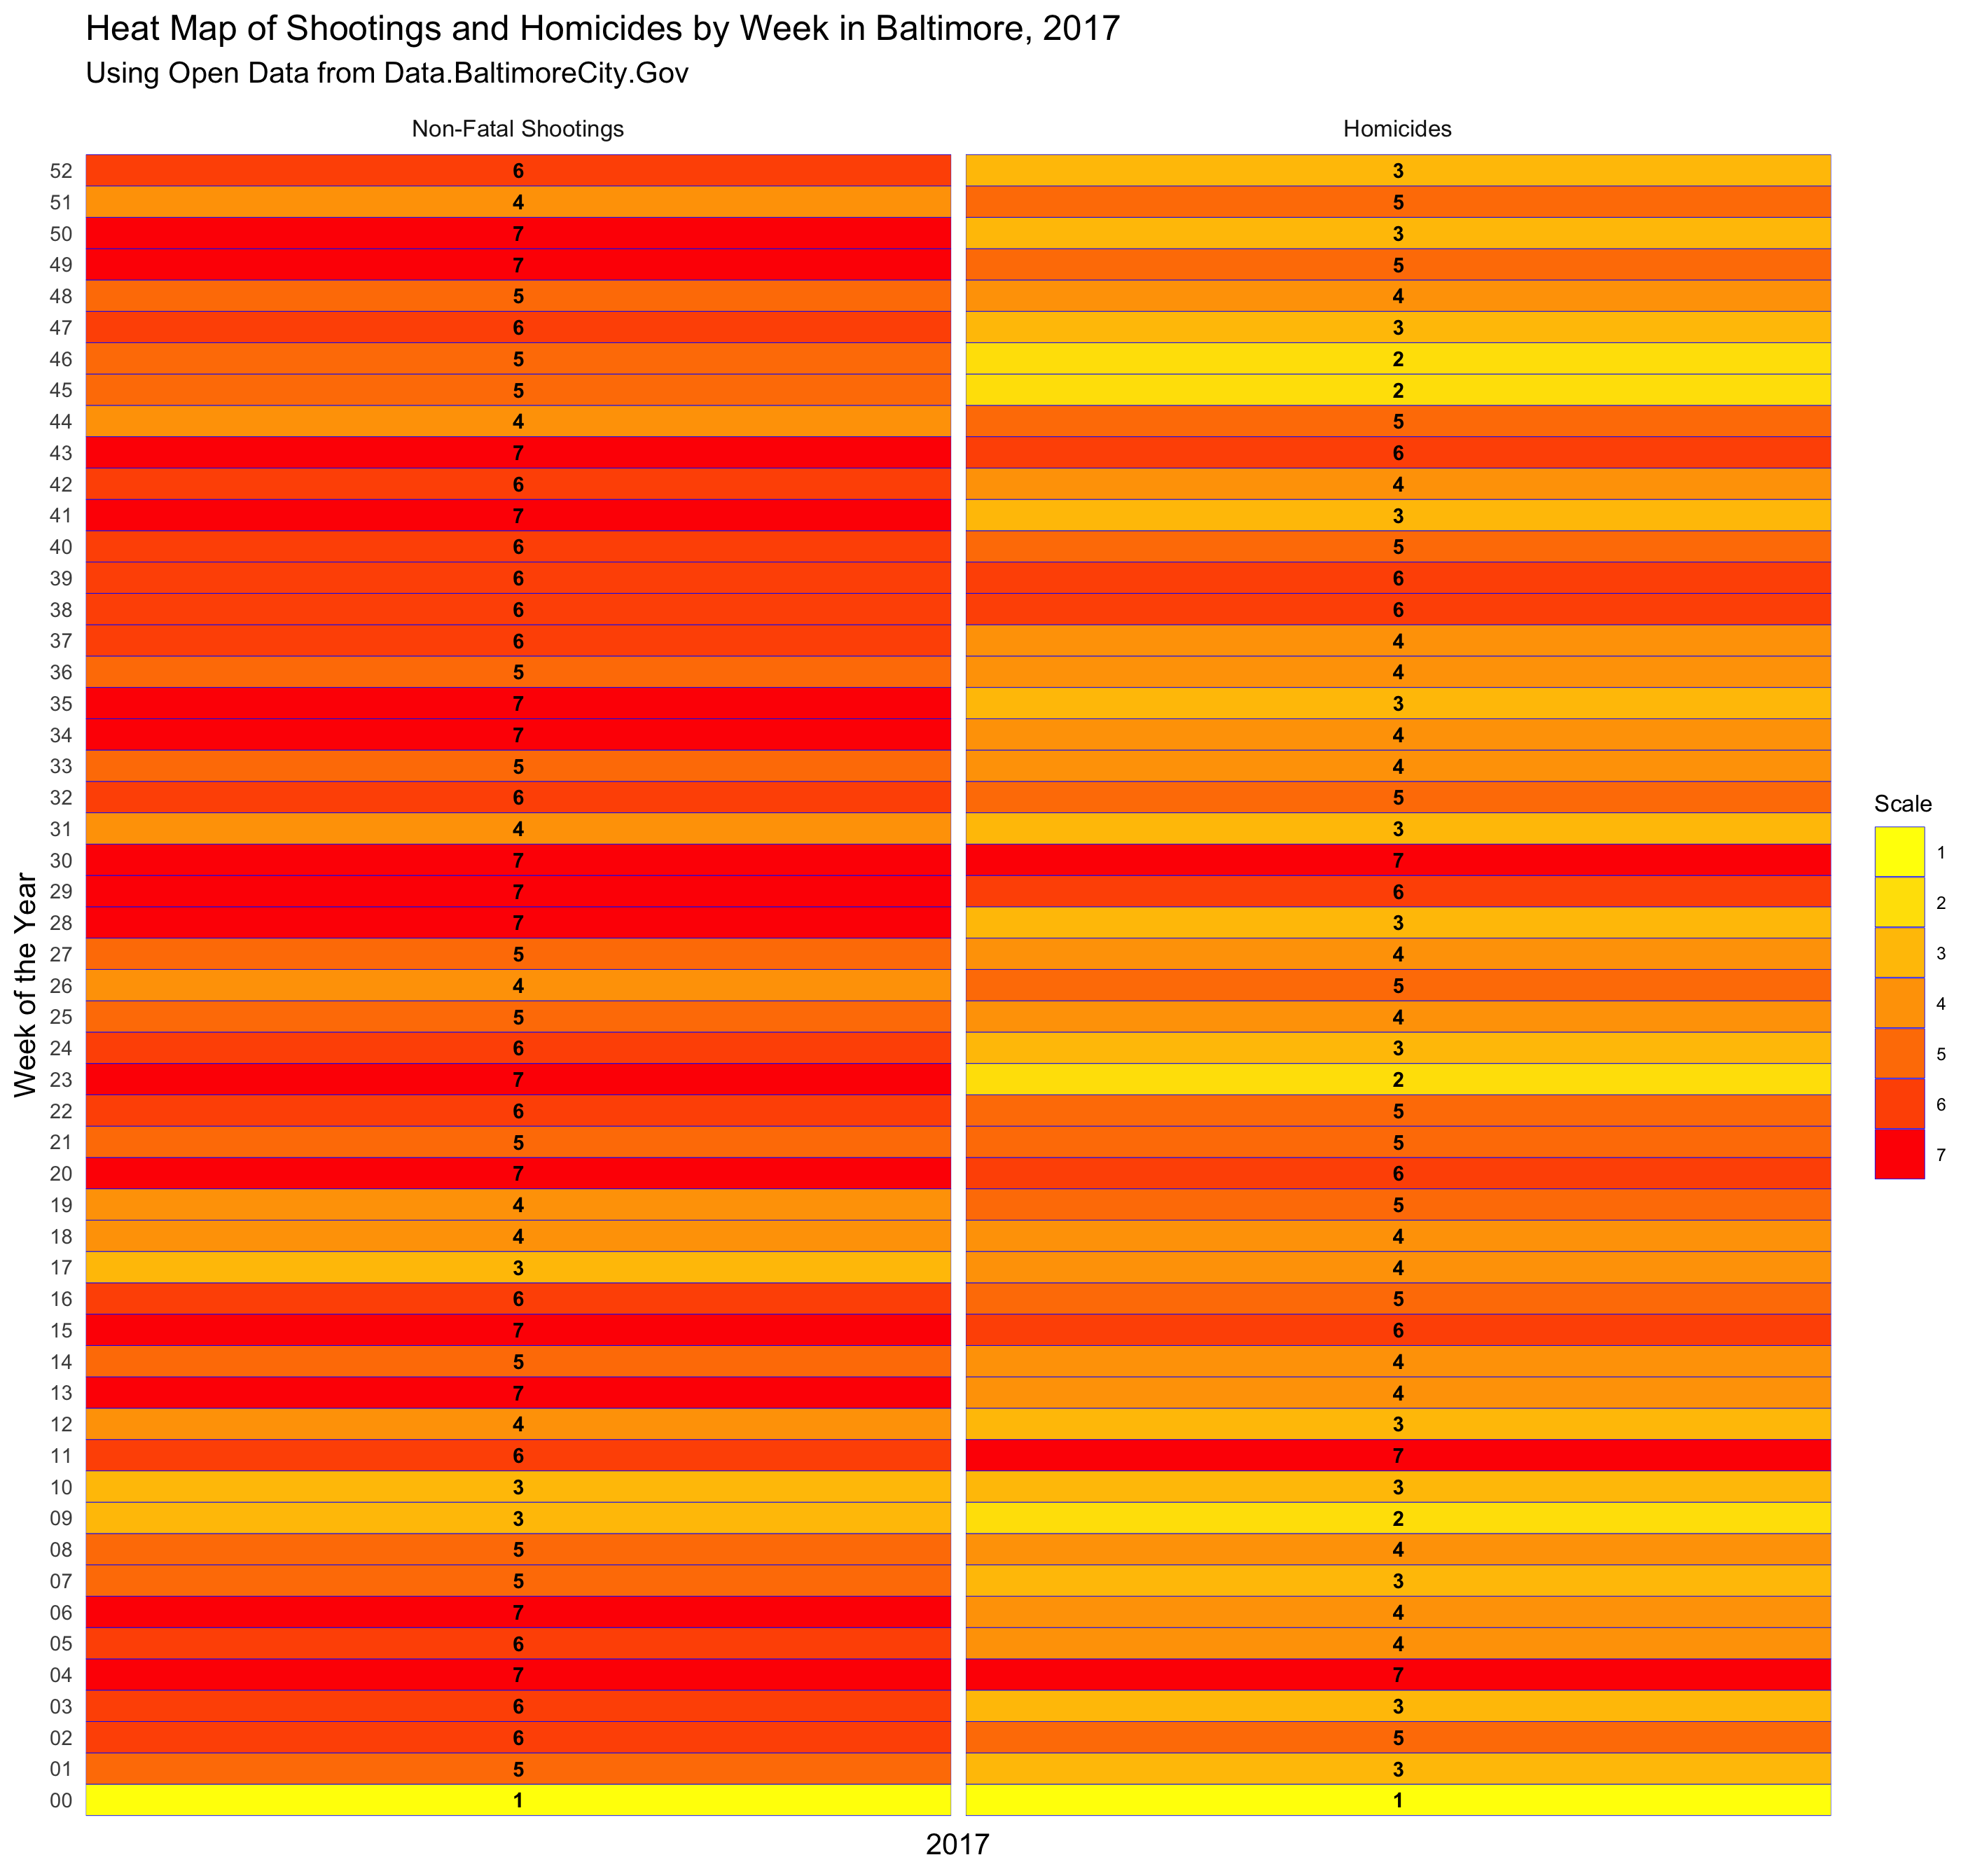 Heat Map of Shootings and Homicides by Week in Baltimore, 2017
Using Open Data from Data.BaltimoreCity.Gov
Non-Fatal Shootings Homicides
52 6 3
51 4 5
50 7 3
49 7 5
48 5 4
47 6 3
46 5 2
45 5 2
44 4 5
43 7 6
42 6 4
41 7 3
40 6 5
39 6 6
38 6 6
37 6 4
36 5 4
35 7 3
34 7 4
33 5 4
32 6 5
31 4 3
30 7 7
29 7 6
28 7 3
27 5 4
26 4 5
25 5 4
24 6 3
23 7 2
22 6 5
21 5 5
20 7 6
19 4 5
18 4 4
17 3 4
16 6 5
15 7 6
14 5 4
13 7 4
12 4 3
11 6 7
10 3 3
09 3 2
08 5 4
07 5 3
06 7 4
05 6 4
04 7 7
03 6 3
02 6 5
01 5 3
00 1 1
Week of the Year
2017
Scale
1
2
3
4
5
6
7